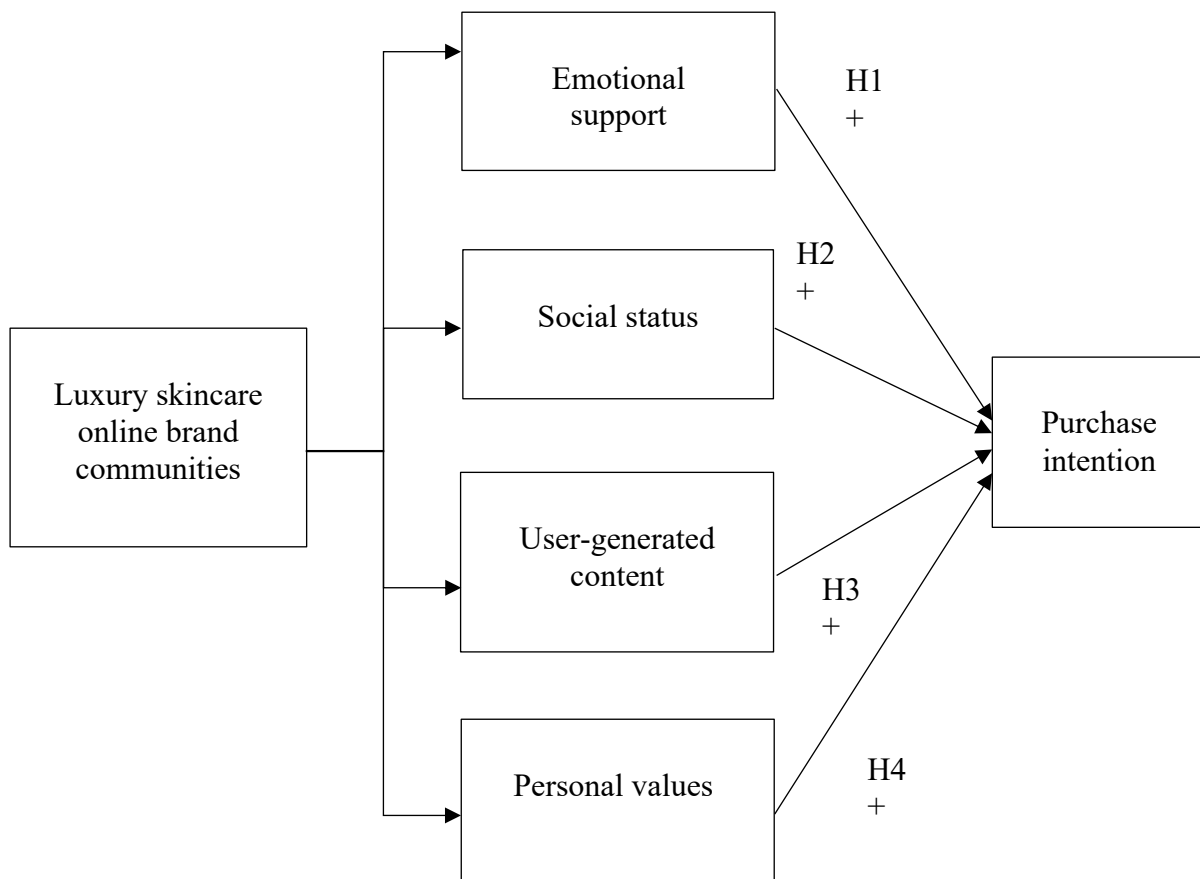 Emotional
support
H1
+
Social status
H2
+
Luxury skincare
online brand
communities
Purchase
intention
User-generated
content
H3
+
Personal values
H4
+